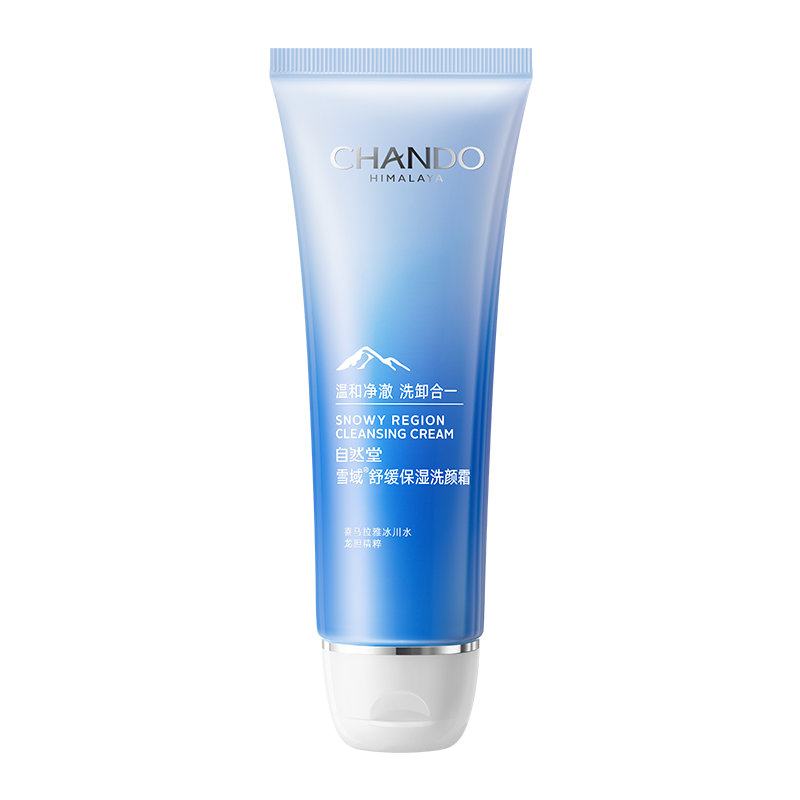 CHANDO
HIMALAYA
温和净澈 洗卸合一
SNOWY REGION
CLEANSING CREAM
自然堂
雪域®舒缓保湿洗颜霜
喜马拉雅冰川水
龙胆精粹